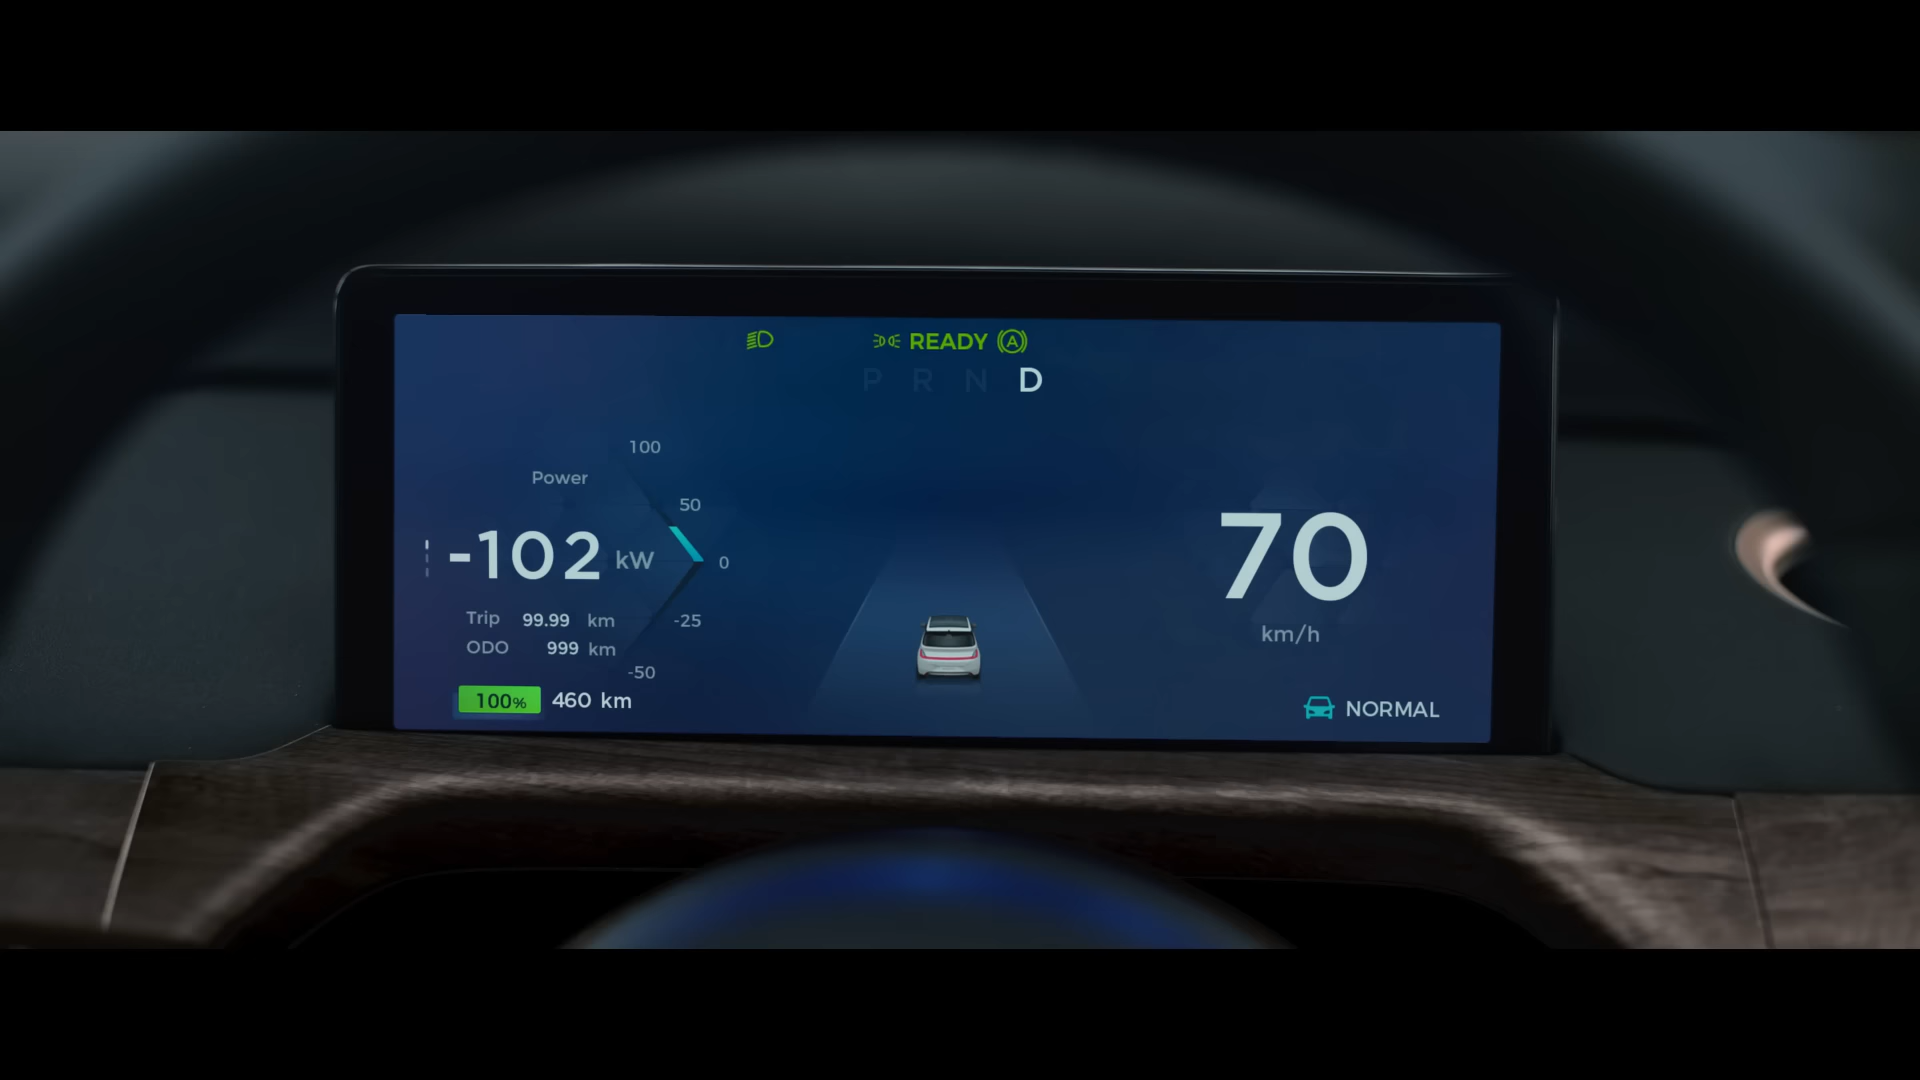 READY (A)
P R N D
100
Power
50
-102 kW
0
70
km/h
Trip 99.99 km
-25
ODO 999 km
-50
100% 460 km
NORMAL